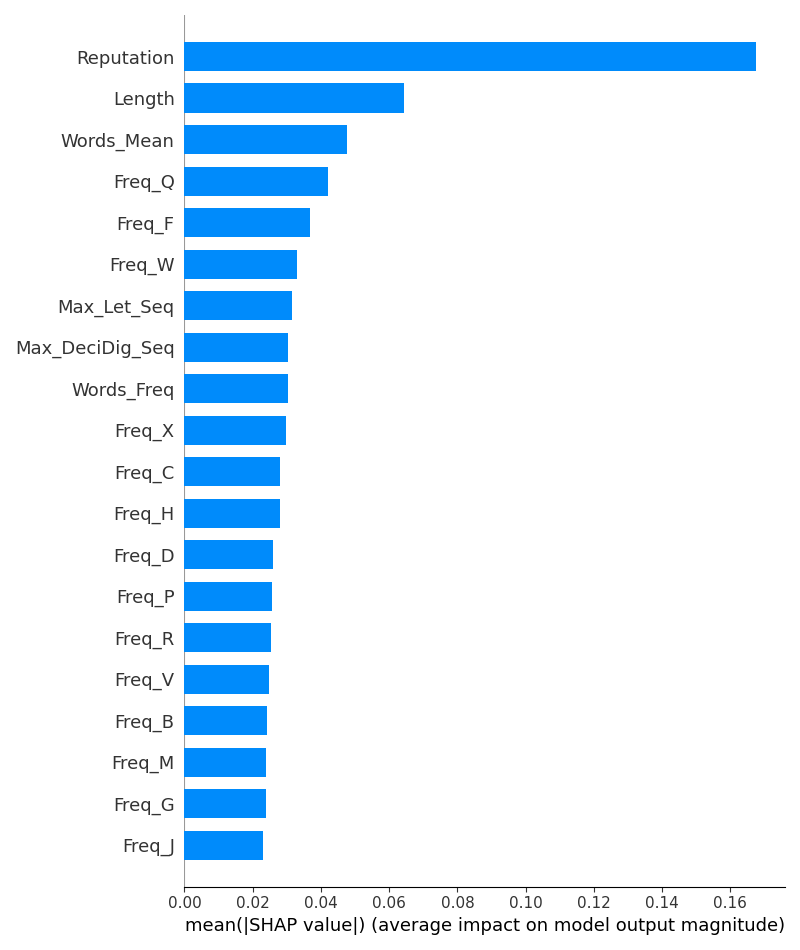 Reputation
Length
Words_Mean
Freq_Q
Freq_F
Freq_W
Max_Let_Seq
Max_DeciDig_Seq
Words_Freq
Freq_X
Freq_C
Freq_H
Freq_D
Freq_P
Freq_R
Freq_V
Freq_B
Freq_M
Freq_G
Freq_J
0.00 0.02 0.04 0.06 0.08 0.10 0.12 0.14 0.16
mean(|SHAP value|) (average impact on model output magnitude)